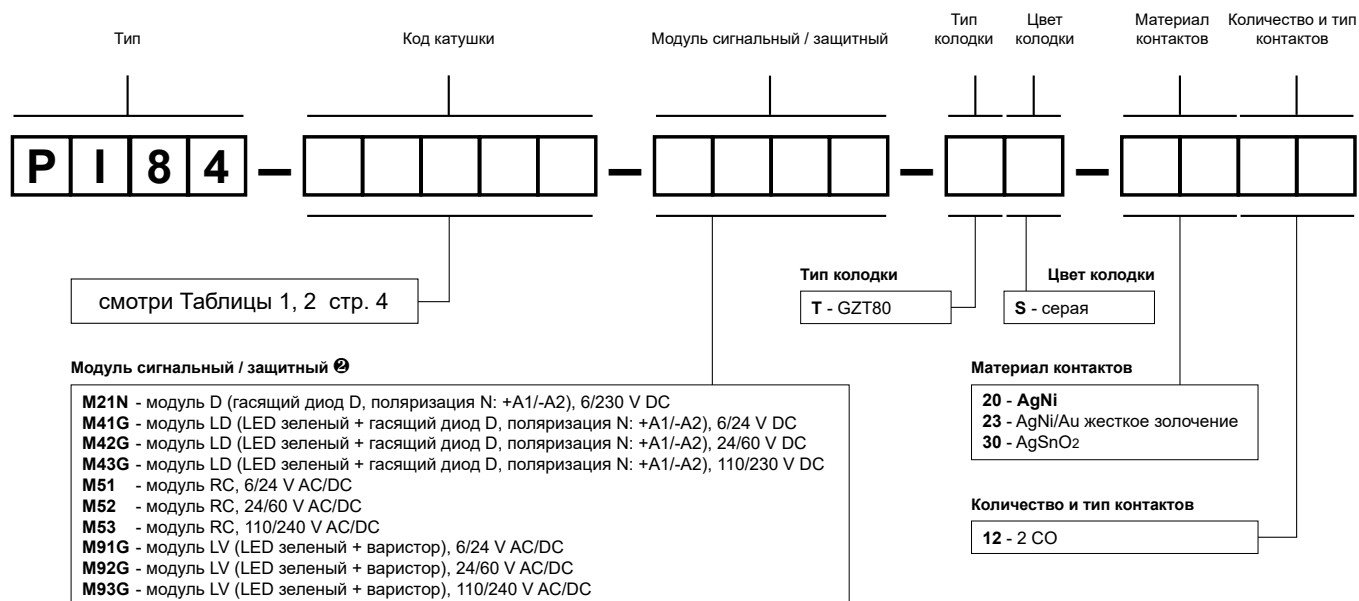 Тип
Код катушки
Модуль сигнальный / защитный
Тип
колодки
Цвет
колодки
Материал
контактов
Количество и тип
контактов
P I 8 4 – – – –
смотри Таблицы 1, 2 стр. 4
Тип колодки
T - GZT80
Цвет колодки
S - серая
Модуль сигнальный / защитный ❷
M21N - модуль D (гасящий диод D, поляризация N: +A1/-A2), 6/230 V DC
M41G - модуль LD (LED зеленый + гасящий диод D, поляризация N: +A1/-A2), 6/24 V DC
M42G - модуль LD (LED зеленый + гасящий диод D, поляризация N: +A1/-A2), 24/60 V DC
M43G - модуль LD (LED зеленый + гасящий диод D, поляризация N: +A1/-A2), 110/230 V DC
M51 - модуль RC, 6/24 V AC/DC
M52 - модуль RC, 24/60 V AC/DC
M53 - модуль RC, 110/240 V AC/DC
M91G - модуль LV (LED зеленый + варистор), 6/24 V AC/DC
M92G - модуль LV (LED зеленый + варистор), 24/60 V AC/DC
M93G - модуль LV (LED зеленый + варистор), 110/240 V AC/DC
Материал контактов
20 - AgNi
23 - AgNi/Au жесткое золочение
30 - AgSnO2
Количество и тип контактов
12 - 2 CO